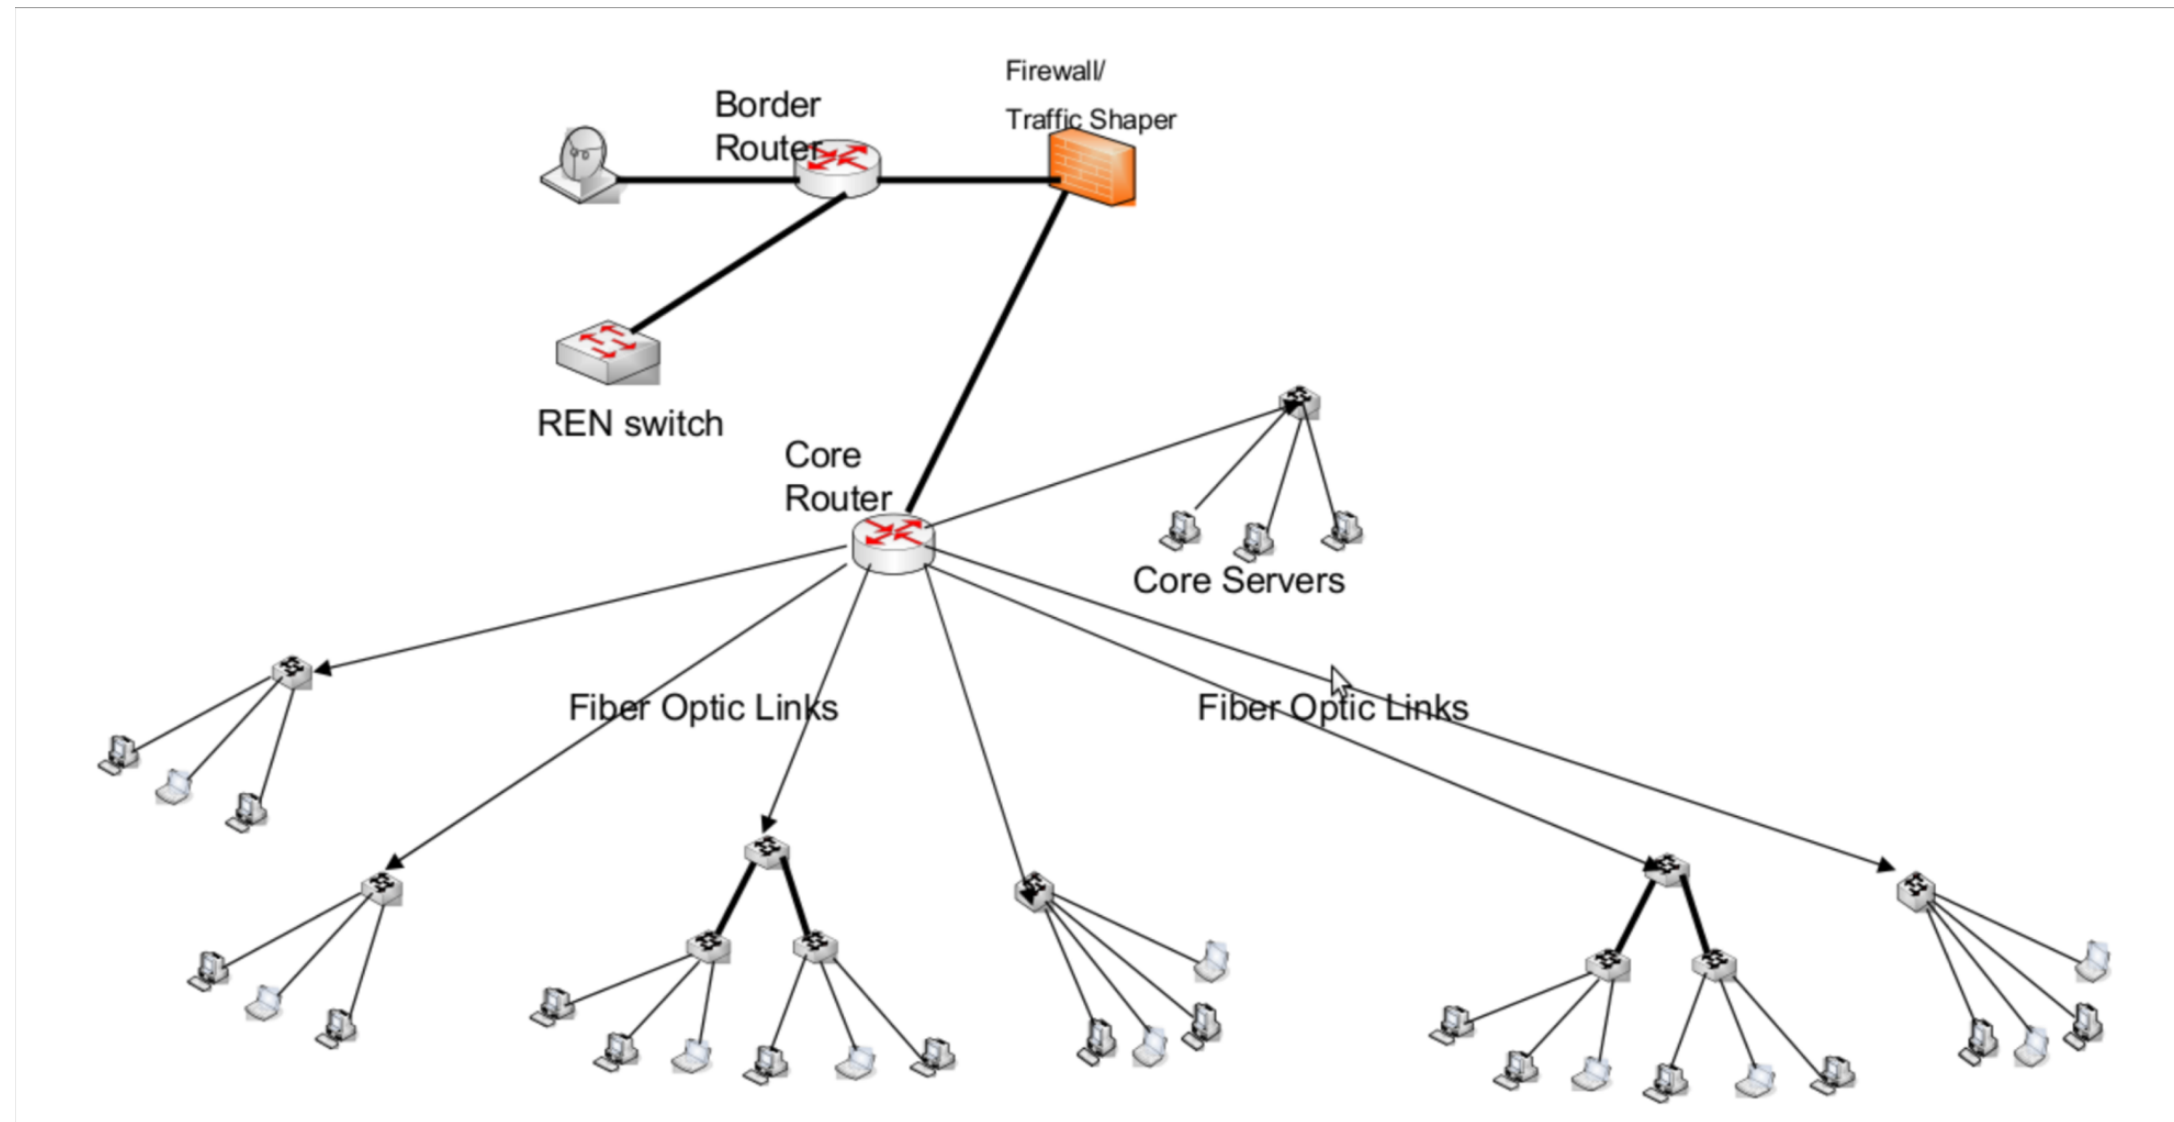 Firewall/
Traffic Shaper
Border
Router
REN switch
Core
Router
Core Servers
Fiber Optic Links
Fiber Optic Links